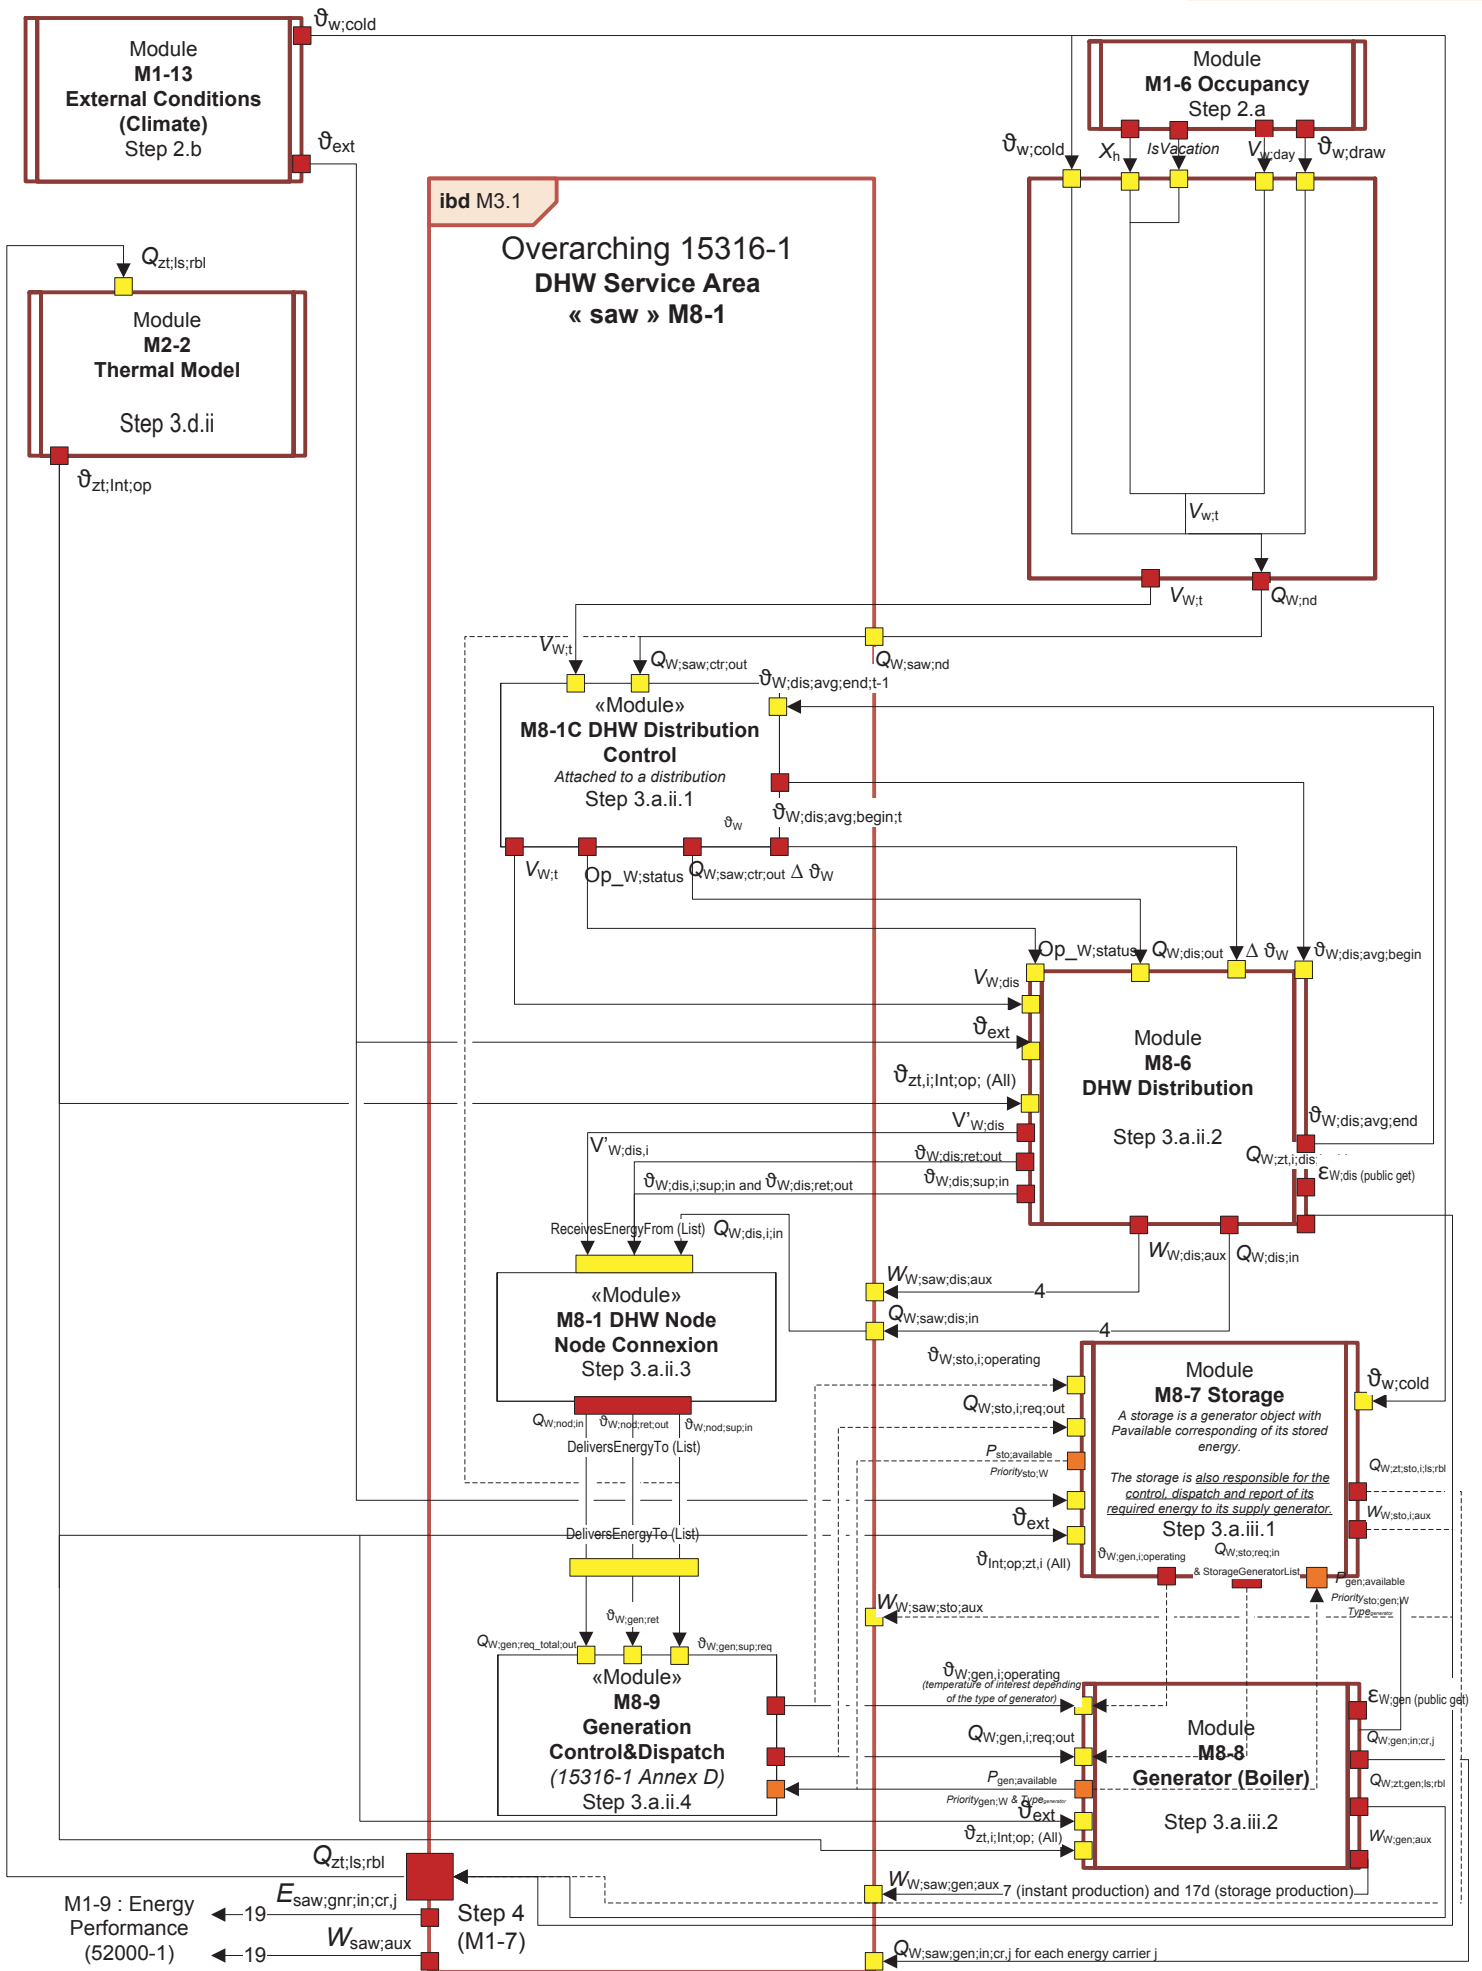 ϑw;cold
Module
M1-13
External Conditions
(Climate)
Step 2.b
ϑext
Module
M1-6 Occupancy
Step 2.a
ϑw;cold
Xh
IsVacation
Vw;day
ϑw;draw
ibd M3.1
Overarching 15316-1
DHW Service Area
« saw » M8-1
Qzt;ls;rbl
Module
M2-2
Thermal Model
Step 3.d.ii
ϑzt;Int;op
Vw;t
VW;t
QW;nd
VW;t
QW;saw;ctr;out
QW;saw;nd
ϑW;dis;avg;end;t-1
«Module»
M8-1C DHW Distribution
Control
Attached to a distribution
Step 3.a.ii.1
ϑW
ϑW;dis;avg;begin;t
VW;t
Op_W;status
QW;saw;ctr;out
Δ ϑW
Op_W;status
QW;dis;out
Δ ϑW
ϑW;dis;avg;begin
VW;dis
ϑext
ϑzt,i;Int;op; (All)
Module
M8-6
DHW Distribution
Step 3.a.ii.2
V'W;dis
ϑW;dis;ret;out
ϑW;dis;sup;in
ϑW;dis;avg;end
QW;zt,i;dis;
εW;dis (public get)
V'W;dis,i
ϑW;dis,i;sup;in and ϑW;dis;ret;out
ReceivesEnergyFrom (List)
QW;dis,i;in
WW;dis;aux
QW;dis;in
WW;saw;dis;aux
4
QW;saw;dis;in
4
«Module»
M8-1 DHW Node
Node Connexion
Step 3.a.ii.3
QW;nod;in
ϑW;nod;ret;out
ϑW;nod;sup;in
DeliversEnergyTo (List)
DeliversEnergyTo (List)
ϑW;sto,i;operating
QW;sto,i;req;out
Psto;available
Prioritysto;W
ϑext
ϑInt;op;zt,i (All)
Module
M8-7 Storage
A storage is a generator object with
Pavailable corresponding of its stored
energy.
The storage is also responsible for the
control, dispatch and report of its
required energy to its supply generator.
Step 3.a.iii.1
ϑw;cold
QW;zt;sto,i;ls;rbl
WW;sto,i;aux
ϑW;gen,i;operating
QW;sto;req;in
& StorageGeneratorList
Pgen;available
Prioritysto;gen;W
Typegenerator
WW;saw;sto;aux
QW;gen;req_total;out
ϑW;gen;ret
ϑW;gen;sup;req
«Module»
M8-9
Generation
Control&Dispatch
(15316-1 Annex D)
Step 3.a.ii.4
ϑW;gen,i;operating
(temperature of interest depending
of the type of generator)
QW;gen,i;req;out
Pgen;available
Prioritygen;W & Typegenerator
ϑext
ϑzt,i;Int;op; (All)
Module
M8-8
Generator (Boiler)
Step 3.a.iii.2
εW;gen (public get)
QW;gen;in;cr,j
QW;zt;gen;ls;rbl
WW;gen;aux
Qzt;ls;rbl
WW;saw;gen;aux
7 (instant production) and 17d (storage production)
M1-9 : Energy
Performance
(52000-1)
19
Esaw;gnr;in;cr,j
19
Wsaw;aux
Step 4
(M1-7)
QW;saw;gen;in;cr,j for each energy carrier j